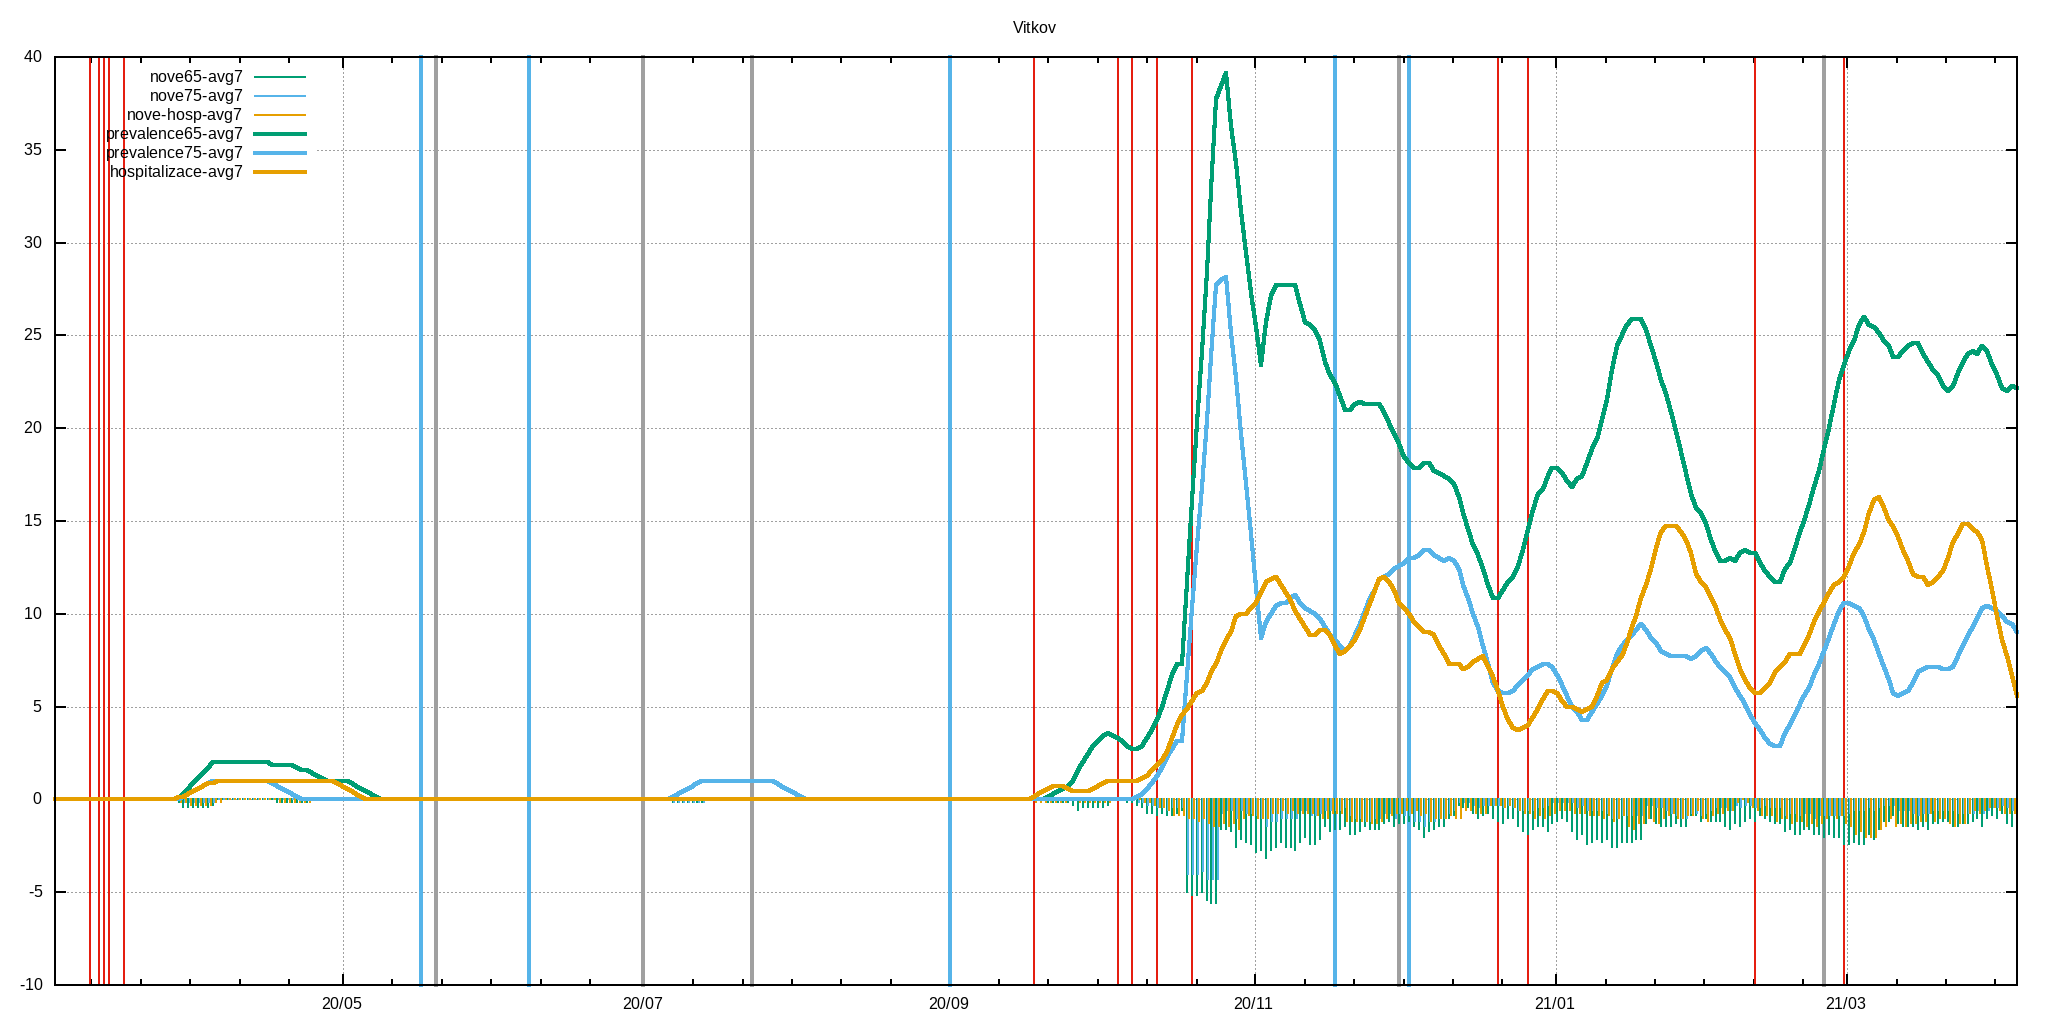 Vitkov
40
35
30
25
20
15
10
5
0
-5
-10
nove65-avg7
nove75-avg7
nove-hosp-avg7
prevalence65-avg7
prevalence75-avg7
hospitalizace-avg7
20/05 20/07 20/09 20/11 21/01 21/03